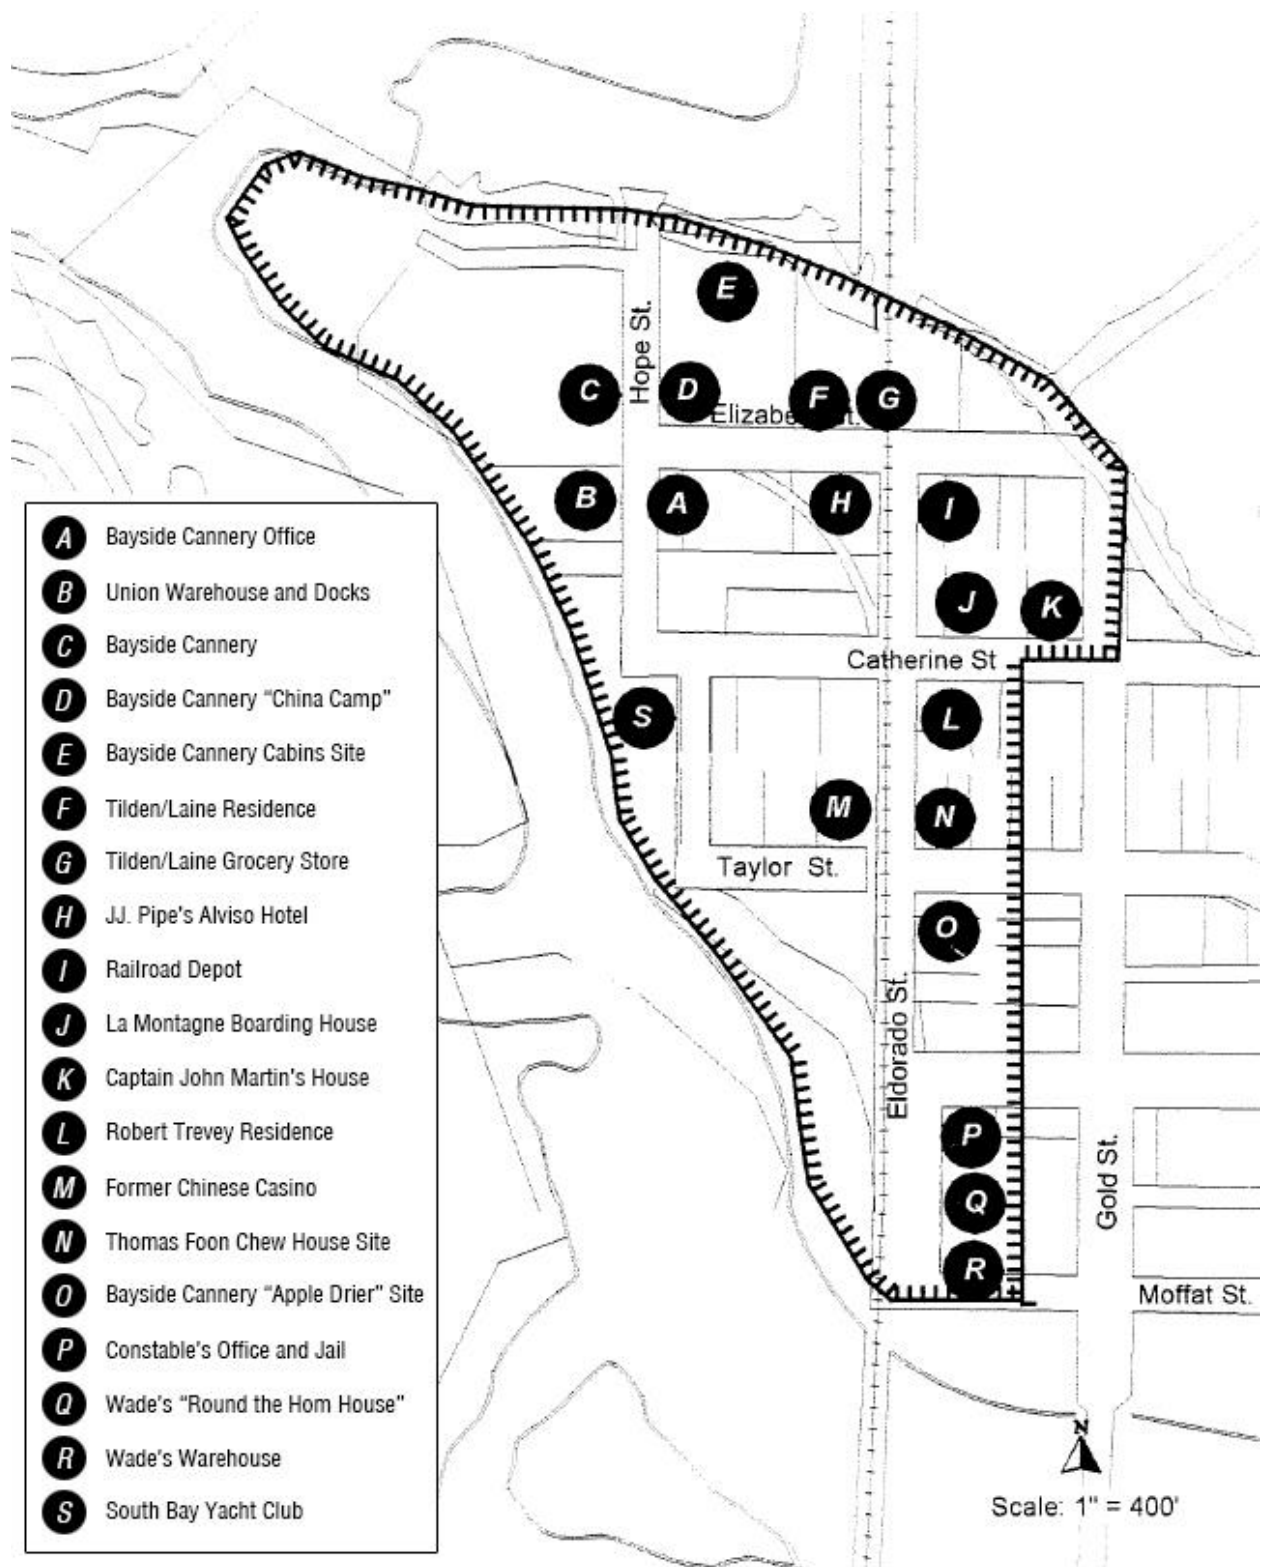 E
Hope St.
C
D
F
G
Elizabeth St.
B
A
H
I
J
K
Catherine St
S
L
M
N
Taylor St.
O
Eldorado St.
P
Gold St.
Q
R
Moffat St.
N
Scale: 1" = 400'
A Bayside Cannery Office
B Union Warehouse and Docks
C Bayside Cannery
D Bayside Cannery “China Camp”
E Bayside Cannery Cabins Site
F Tilden/Laine Residence
G Tilden/Laine Grocery Store
H JJ. Pipe's Alviso Hotel
I Railroad Depot
J La Montagne Boarding House
K Captain John Martin's House
L Robert Trevey Residence
M Former Chinese Casino
N Thomas Foon Chew House Site
O Bayside Cannery “Apple Drier” Site
P Constable's Office and Jail
Q Wade's “Round the Hom House”
R Wade's Warehouse
S South Bay Yacht Club